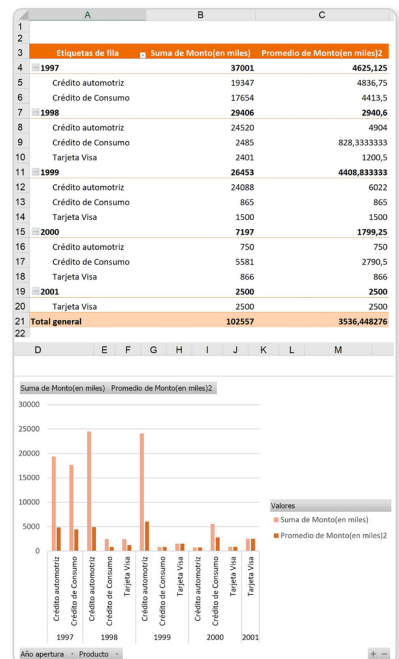 A B C
1
2
3 Etiquetas de fila Suma de Monto(en miles) Promedio de Monto(en miles)2
4 1997 37001 4625,125
5 Crédito automotriz 19347 4836,75
6 Crédito de Consumo 17654 4413,5
7 1998 29406 2940,6
8 Crédito automotriz 24520 4904
9 Crédito de Consumo 2485 828,3333333
10 Tarjeta Visa 2401 1200,5
11 1999 26453 4408,833333
12 Crédito automotriz 24088 6022
13 Crédito de Consumo 865 865
14 Tarjeta Visa 1500 1500
15 2000 7197 1799,25
16 Crédito automotriz 750 750
17 Crédito de Consumo 5581 2790,5
18 Tarjeta Visa 866 866
19 2001 2500 2500
20 Tarjeta Visa 2500 2500
21 Total general 102557 3536,448276
22
D E F G H I J K L M
Suma de Monto(en miles) Promedio de Monto(en miles)2
30000
25000
20000
15000
10000
5000
0
Valores
Suma de Monto(en miles)
Promedio de Monto(en miles)2
Crédito automotriz
Crédito de Consumo
Crédito automotriz
Crédito de Consumo
Tarjeta Visa
Crédito automotriz
Crédito de Consumo
Tarjeta Visa
Crédito automotriz
Crédito de Consumo
Tarjeta Visa
Tarjeta Visa
1997 1998 1999 2000 2001
Año apertura Producto + −